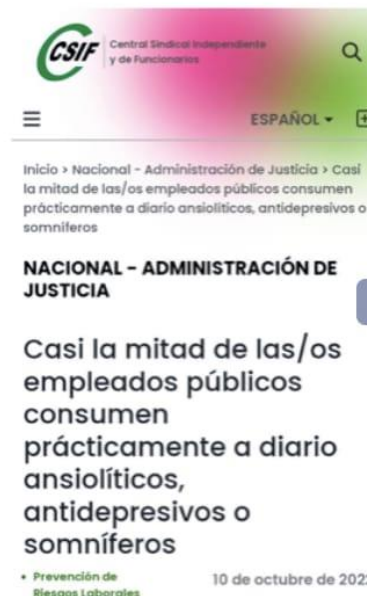 CSIF
Central Sindical Independiente
y de Funcionarios
ESPAÑOL
Inicio > Nacional - Administración de Justicia > Casi
la mitad de las/os empleados públicos consumen
prácticamente a diario ansiolíticos, antidepresivos o
somníferos
NACIONAL - ADMINISTRACIÓN DE
JUSTICIA
Casi la mitad de las/os
empleados públicos
consumen
prácticamente a diario
ansiolíticos,
antidepresivos o
somníferos
• Prevención de
Riesgos Laborales
10 de octubre de